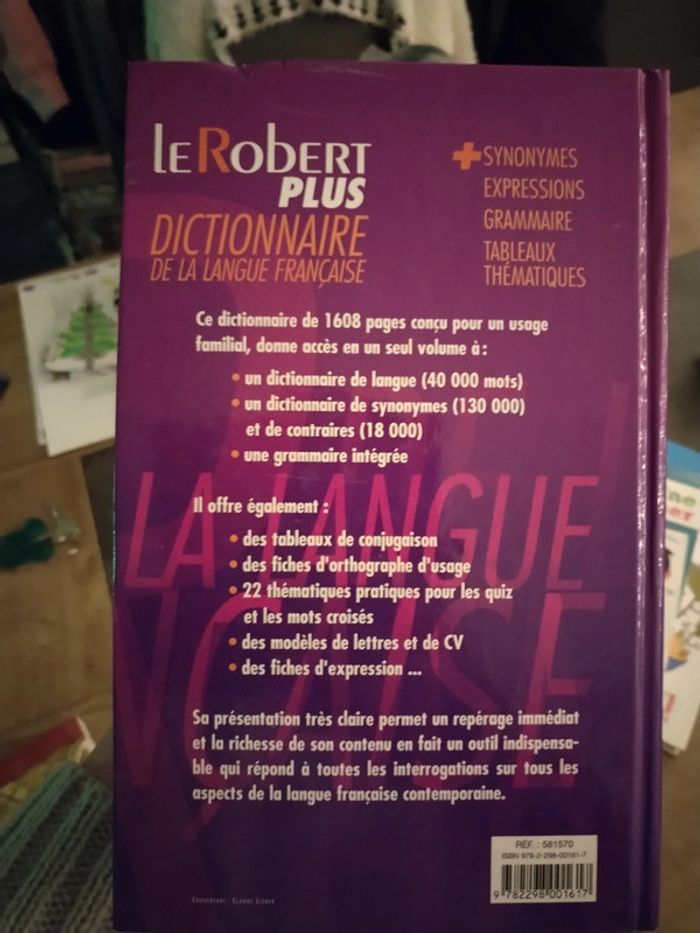 LE ROBERT
PLUS
DICTIONNAIRE
DE LA LANGUE FRANÇAISE
+ SYNONYMES
EXPRESSIONS
GRAMMAIRE
TABLEAUX
THÉMATIQUES
Ce dictionnaire de 1608 pages conçu pour un usage
familial, donne accès en un seul volume à :
• un dictionnaire de langue (40 000 mots)
• un dictionnaire de synonymes (130 000)
et de contraires (18 000)
• une grammaire intégrée
LA LANGUE
Il offre également :
• des tableaux de conjugaison
• des fiches d'orthographe d'usage
• 22 thématiques pratiques pour les quiz
et les mots croisés
• des modèles de lettres et de CV
• des fiches d'expression ...
NÇAISE
Sa présentation très claire permet un repérage immédiat
et la richesse de son contenu en fait un outil indispensa-
ble qui répond à toutes les interrogations sur tous les
aspects de la langue française contemporaine.
RÉF. : 581570
ISBN 978-2-298-00161-7
9 782298 001617
COUVERTURE : CLAUDE LIEBER